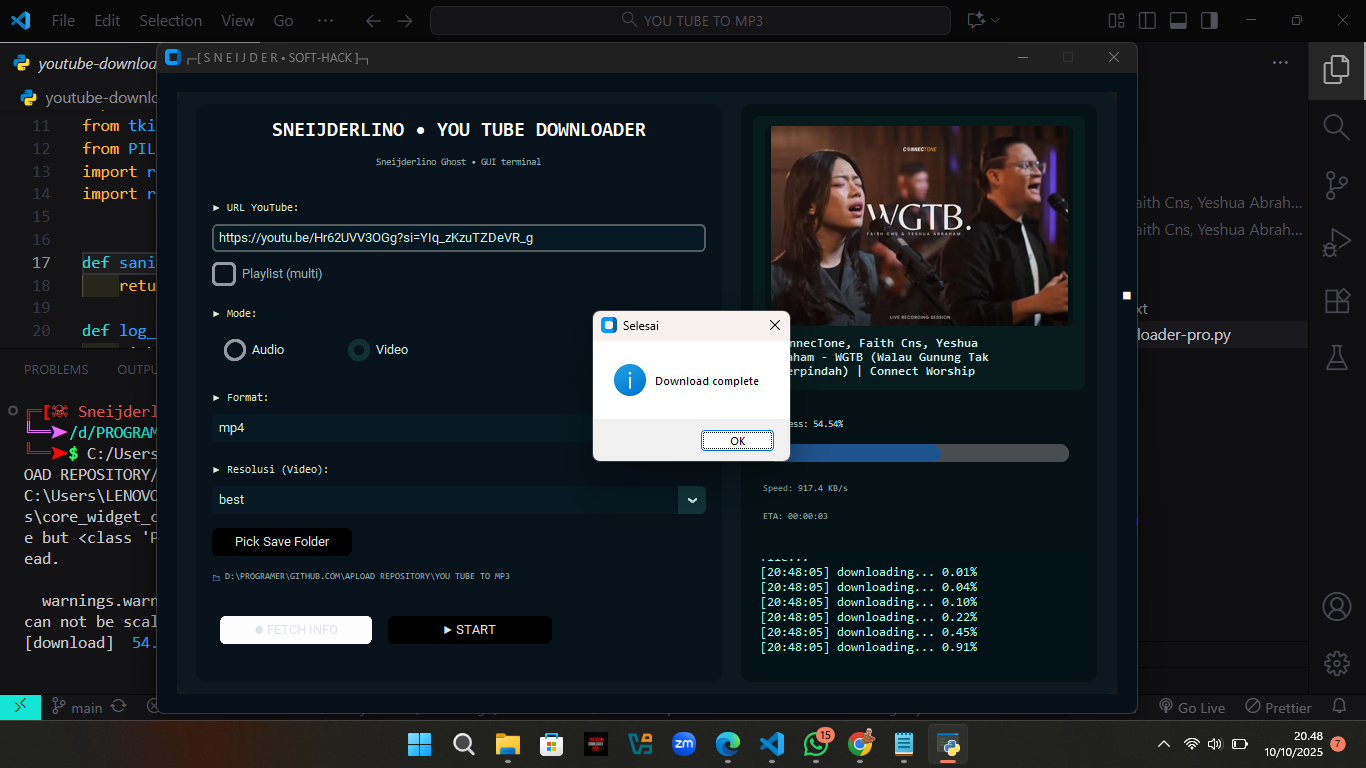 File Edit Selection View Go ···
YOU TUBE TO MP3
youtube-downloa
youtube-downlo
┌─[ S N E I J D E R • SOFT-HACK ]─┐
11 from tki
12 from PIL
13 import r
14 import r
15
16
17 def sani
18 retu
19
20 def log_
PROBLEMS OUTPU
Sneijderl
/d/PROGRAM
$ C:/Users
OAD REPOSITORY/
C:\Users\LENOVO
s\core_widget_c
e but <class 'P
ead.
warnings.warn
can not be scal
[download] 54.
SNEIJDERLINO • YOU TUBE DOWNLOADER
Sneijderlino Ghost • GUI terminal
► URL YouTube:
https://youtu.be/Hr62UVV3OGg?si=YIq_zKzuTZDeVR_g
Playlist (multi)
► Mode:
Audio
Video
► Format:
mp4
► Resolusi (Video):
best
Pick Save Folder
D:\PROGRAMER\GITHUB.COM\APLOAD REPOSITORY\YOU TUBE TO MP3
● FETCH INFO
► START
CONNECTONE
WGTB.
FAITH CNS & YESHUA ABRAHAM
LIVE RECORDING SESSION
nnecTone, Faith Cns, Yeshua
aham - WGTB (Walau Gunung Tak
erpindah) | Connect Worship
ess: 54.54%
Speed: 917.4 KB/s
ETA: 00:00:03
[20:48:05] downloading... 0.01%
[20:48:05] downloading... 0.04%
[20:48:05] downloading... 0.10%
[20:48:05] downloading... 0.22%
[20:48:05] downloading... 0.45%
[20:48:05] downloading... 0.91%
Selesai
Download complete
OK
Faith Cns, Yeshua Abrah...
Faith Cns, Yeshua Abrah...
xt
loader-pro.py
main
Go Live
Prettier
zm
15
20.48
10/10/2025
7